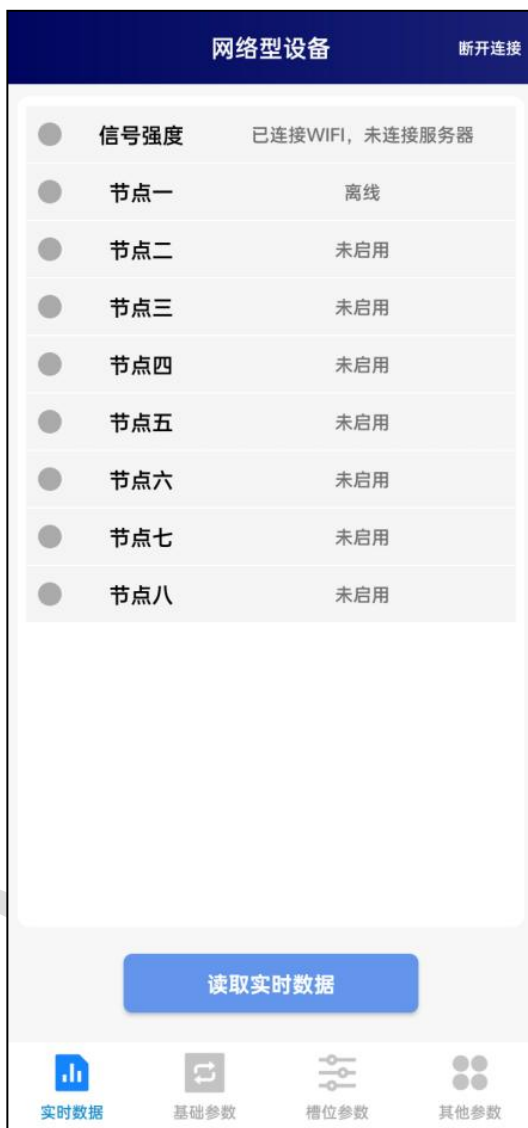 网络型设备 断开连接
信号强度 已连接WIFI，未连接服务器
节点一 离线
节点二 未启用
节点三 未启用
节点四 未启用
节点五 未启用
节点六 未启用
节点七 未启用
节点八 未启用
读取实时数据
实时数据 基础参数 槽位参数 其他参数